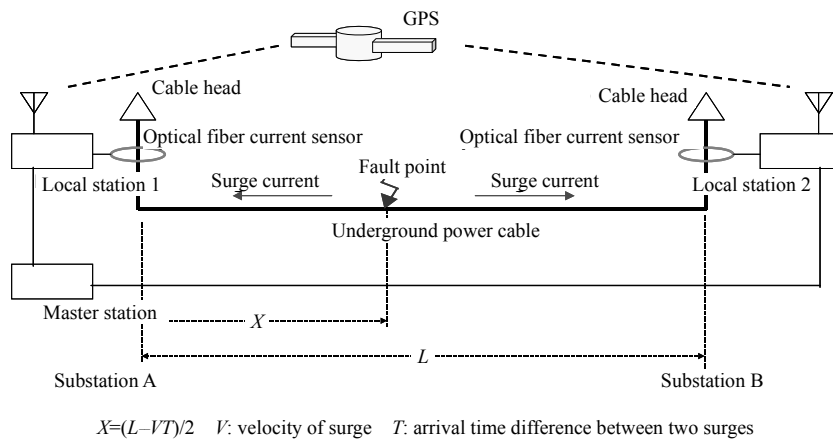 GPS
Cable head
Cable head
Optical fiber current sensor
Optical fiber current sensor
Local station 1
Surge current
Fault point
Surge current
Local station 2
Underground power cable
Master station
X
L
Substation A
Substation B
X=(L–VT)/2 V: velocity of surge T: arrival time difference between two surges